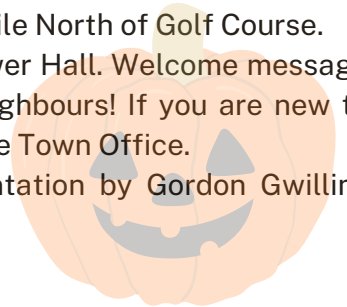 ile North of Golf Course.
ver Hall. Welcome messag
ghbours! If you are new t
e Town Office.
tation by Gordon Gwillin